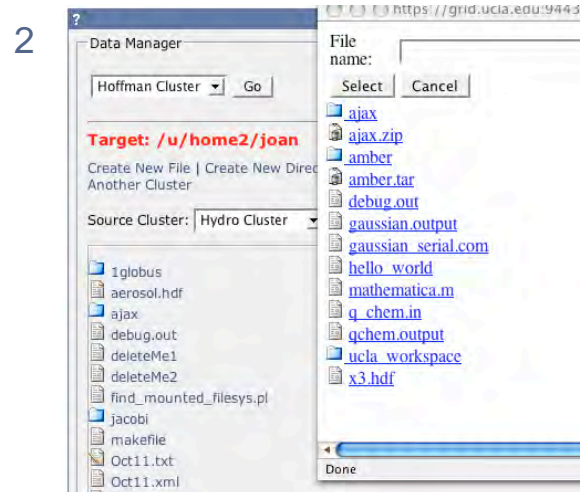 2
?
Data Manager
Hoffman Cluster Go
Target: /u/home2/joan
Create New File | Create New Direc
Another Cluster
Source Cluster: Hydro Cluster
1globus
aerosol.hdf
ajax
debug.out
deleteMe1
deleteMe2
find_mounted_filesys.pl
jacobi
makefile
Oct11.txt
Oct11.xml
https://grid.ucla.edu:9443
File
name:
Select Cancel
ajax
ajax.zip
amber
amber.tar
debug.out
gaussian.output
gaussian_serial.com
hello_world
mathematica.m
q_chem.in
qchem.output
ucla_workspace
x3.hdf
Done